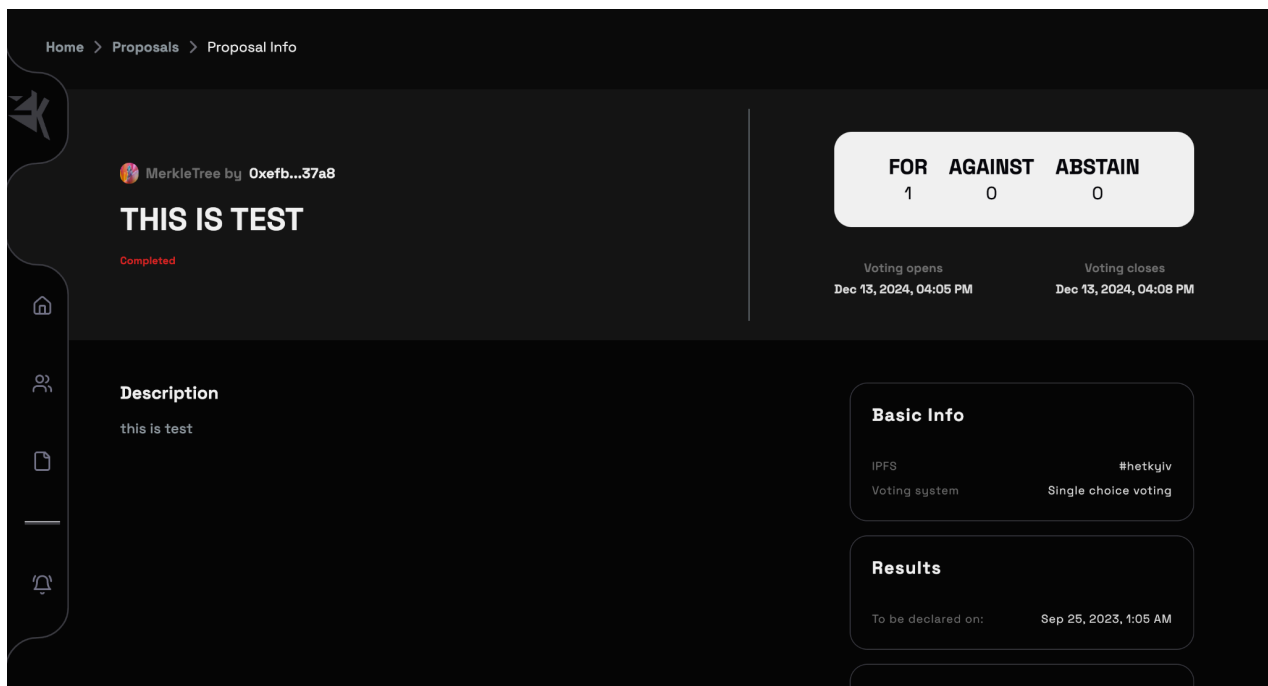 Home > Proposals > Proposal Info
MerkleTree by 0xefb...37a8
THIS IS TEST
Completed
FOR AGAINST ABSTAIN
1 0 0
Voting opens Voting closes
Dec 13, 2024, 04:05 PM Dec 13, 2024, 04:08 PM
Description
this is test
Basic Info
IPFS #hetkyiv
Voting system Single choice voting
Results
To be declared on: Sep 25, 2023, 1:05 AM